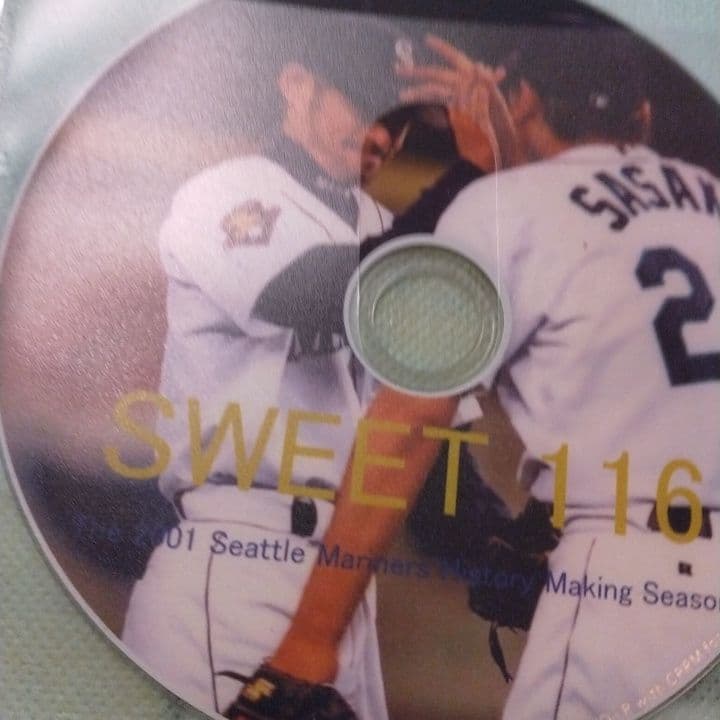 S
SASAK
2
SWEET 116
The 2001 Seattle Mariners History Making Season